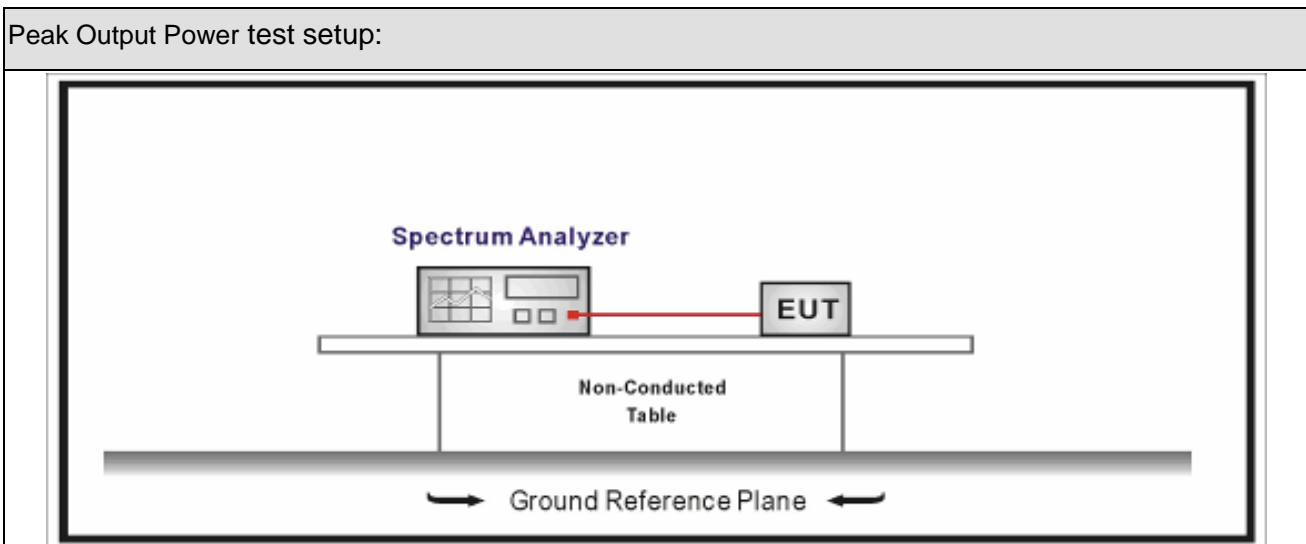 Peak Output Power test setup:
Spectrum Analyzer
EUT
Non-Conducted
Table
Ground Reference Plane